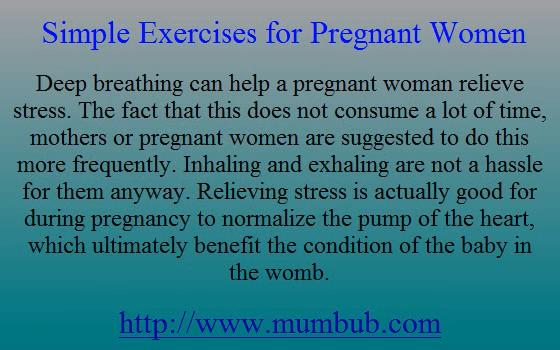 Simple Exercises for Pregnant Women
Deep breathing can help a pregnant woman relieve
stress. The fact that this does not consume a lot of time,
mothers or pregnant women are suggested to do this
more frequently. Inhaling and exhaling are not a hassle
for them anyway. Relieving stress is actually good for
during pregnancy to normalize the pump of the heart,
which ultimately benefit the condition of the baby in
the womb.
http://www.mumbub.com